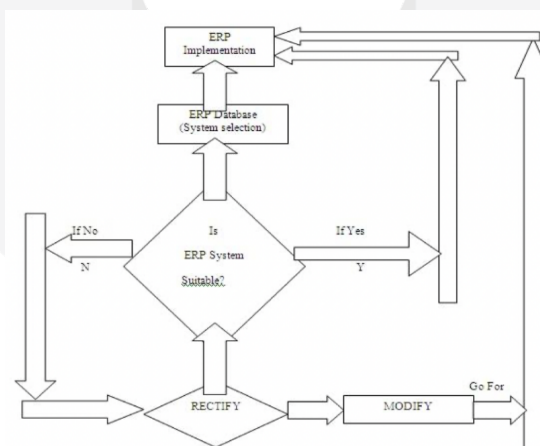 ERP
Implementation
ERP Database
(System selection)
If No
Is
If Yes
ERP System
N
Y
Suitable?
Go For
RECTIFY
MODIFY